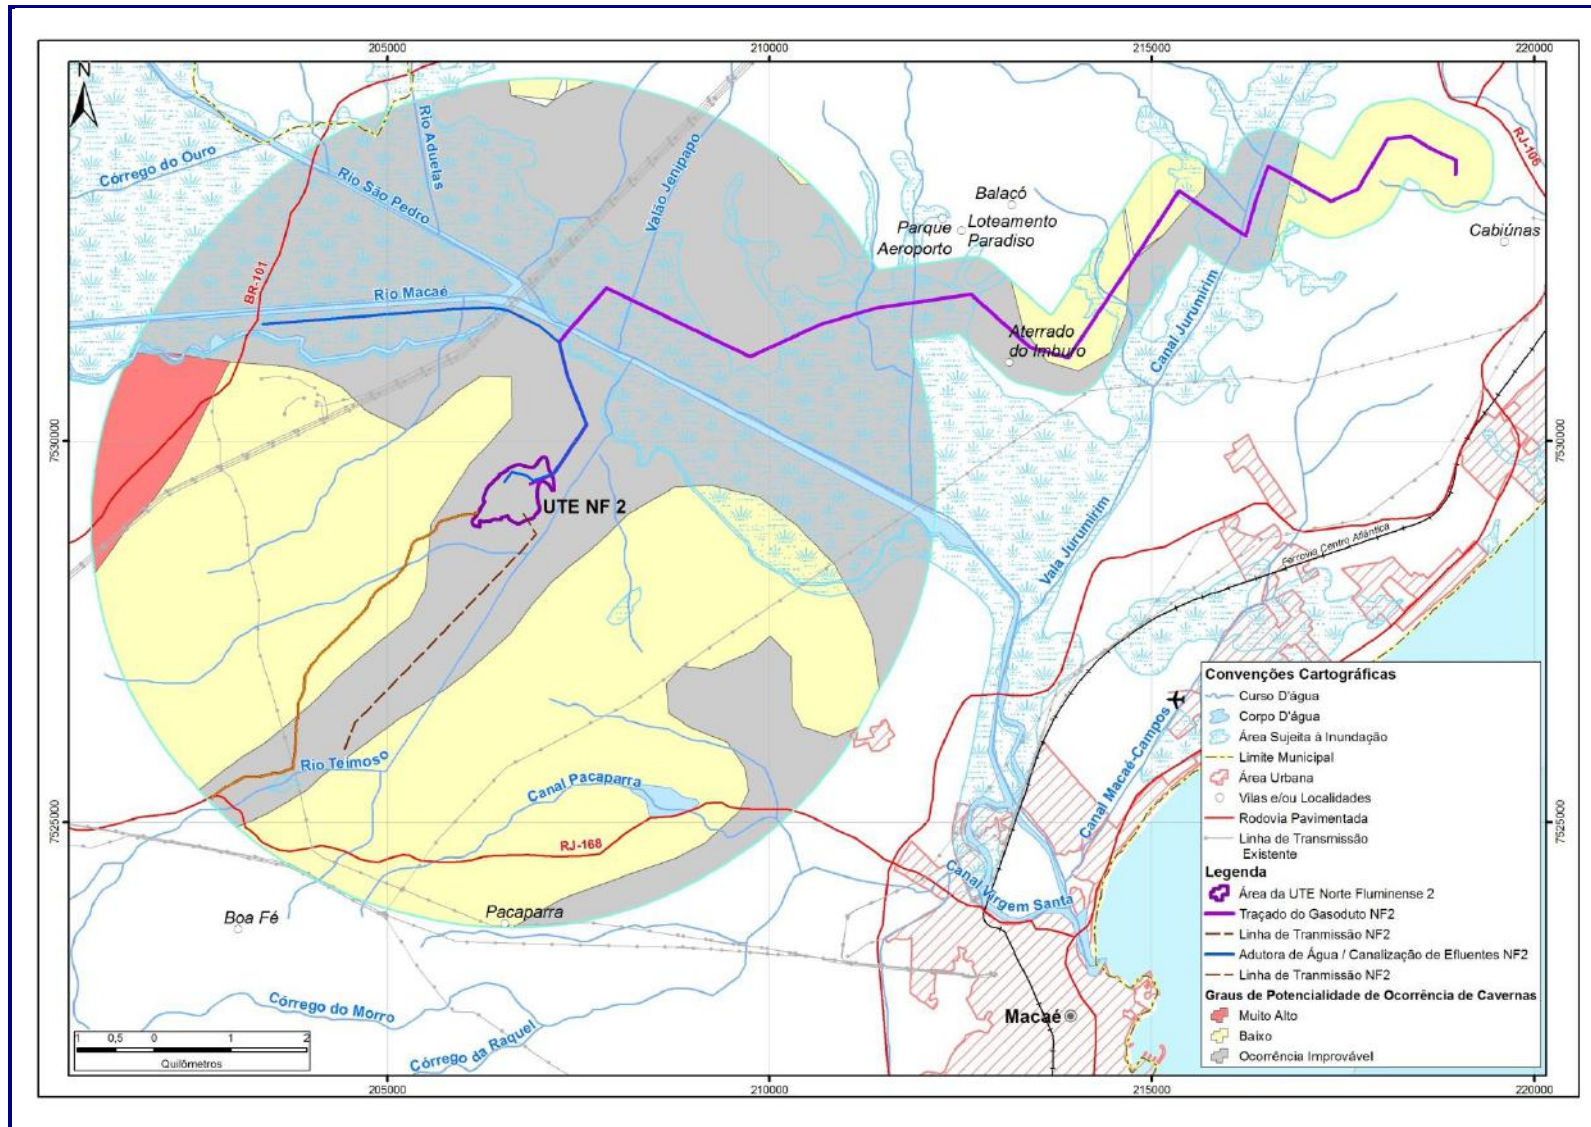 205000
210000
215000
220000
N
Rio Aduelas
Córrego do Ouro
Rio São Pedro
Valão Jenipapo
RJ-106
Balacó
Parque
Aeroporto
Loteamento
Paradiso
Cabiúnas
BR-101
Rio Macaé
Canal Jurumirim
Aterrado
do Imburo
7530000
7530000
UTE NF 2
Vala Jurumirim
Ferrovia Centro Atlântica
Rio Teimoso
Canal Pacaparra
Canal Macaé-Campos
7525000
7525000
RJ-168
Canal Virgem Santa
Boa Fé
Pacaparra
Córrego do Morro
Córrego da Raquel
Macaé
1 0,5 0 1 2
Quilômetros
Convenções Cartográficas
Curso D'água
Corpo D'água
Área Sujeita à Inundação
Limite Municipal
Área Urbana
Vilas e/ou Localidades
Rodovia Pavimentada
Linha de Transmissão
Existente
Legenda
Área da UTE Norte Fluminense 2
Traçado do Gasoduto NF2
Linha de Tranmissão NF2
Adutora de Água / Canalização de Efluentes NF2
Linha de Tranmissão NF2
Graus de Potencialidade de Ocorrência de Cavernas
Muito Alto
Baixo
Ocorrência Improvável
205000
210000
215000
220000